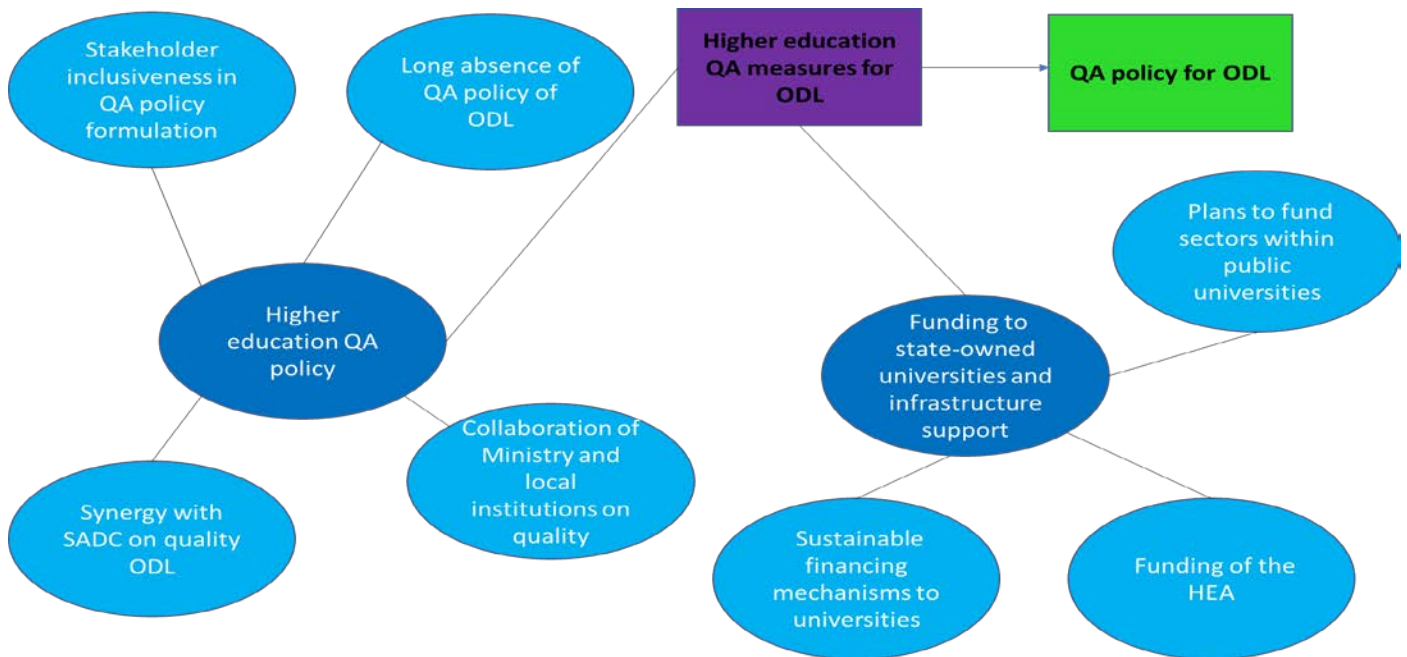 Stakeholder
inclusiveness in
QA policy
formulation
Long absence of
QA policy of
ODL
Higher education
QA measures for
ODL
QA policy for ODL
Plans to fund
sectors within
public
universities
Higher
education QA
policy
Funding to
state-owned
universities and
infrastructure
support
Collaboration of
Ministry and
local
institutions on
quality
Synergy with
SADC on quality
ODL
Sustainable
financing
mechanisms to
universities
Funding of the
HEA